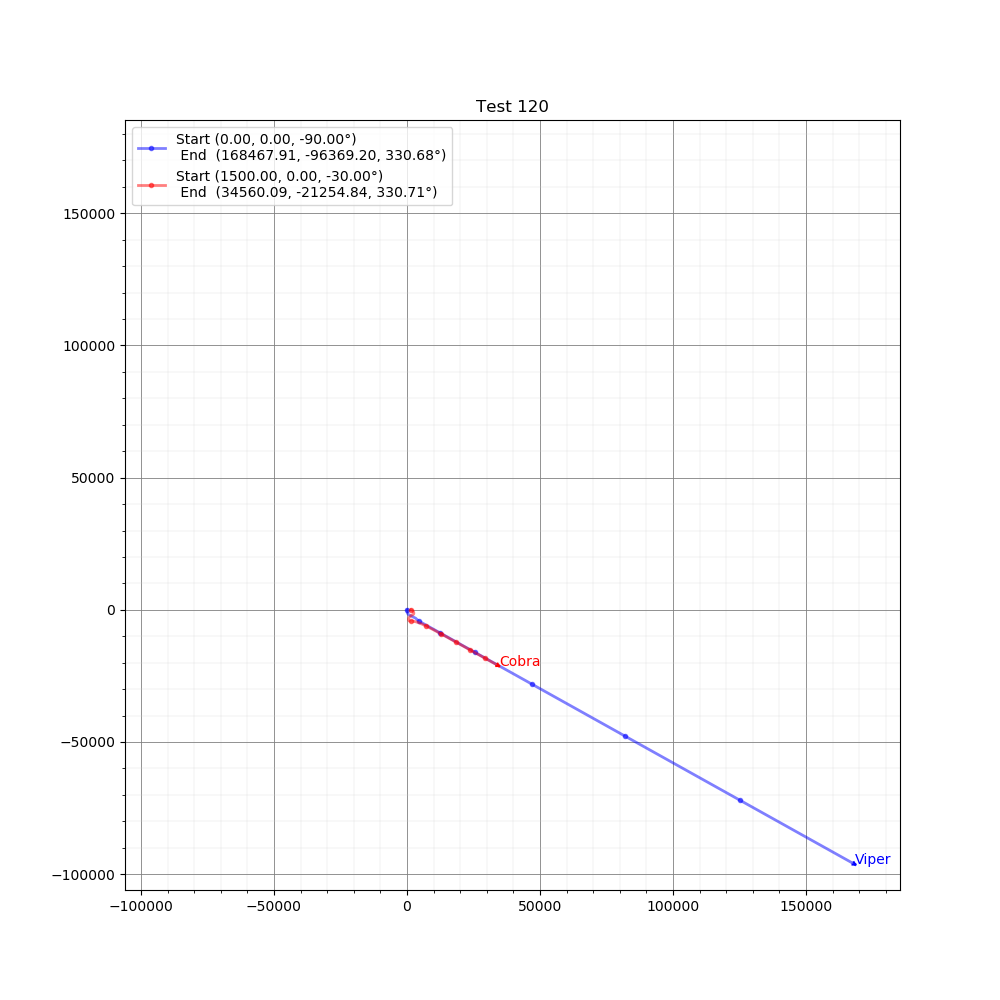 Test 120
Start (0.00, 0.00, -90.00°)
End  (168467.91, -96369.20, 330.68°)
Start (1500.00, 0.00, -30.00°)
End  (34560.09, -21254.84, 330.71°)
150000
100000
50000
0
−50000
−100000
Cobra
Viper
−100000
−50000
0
50000
100000
150000